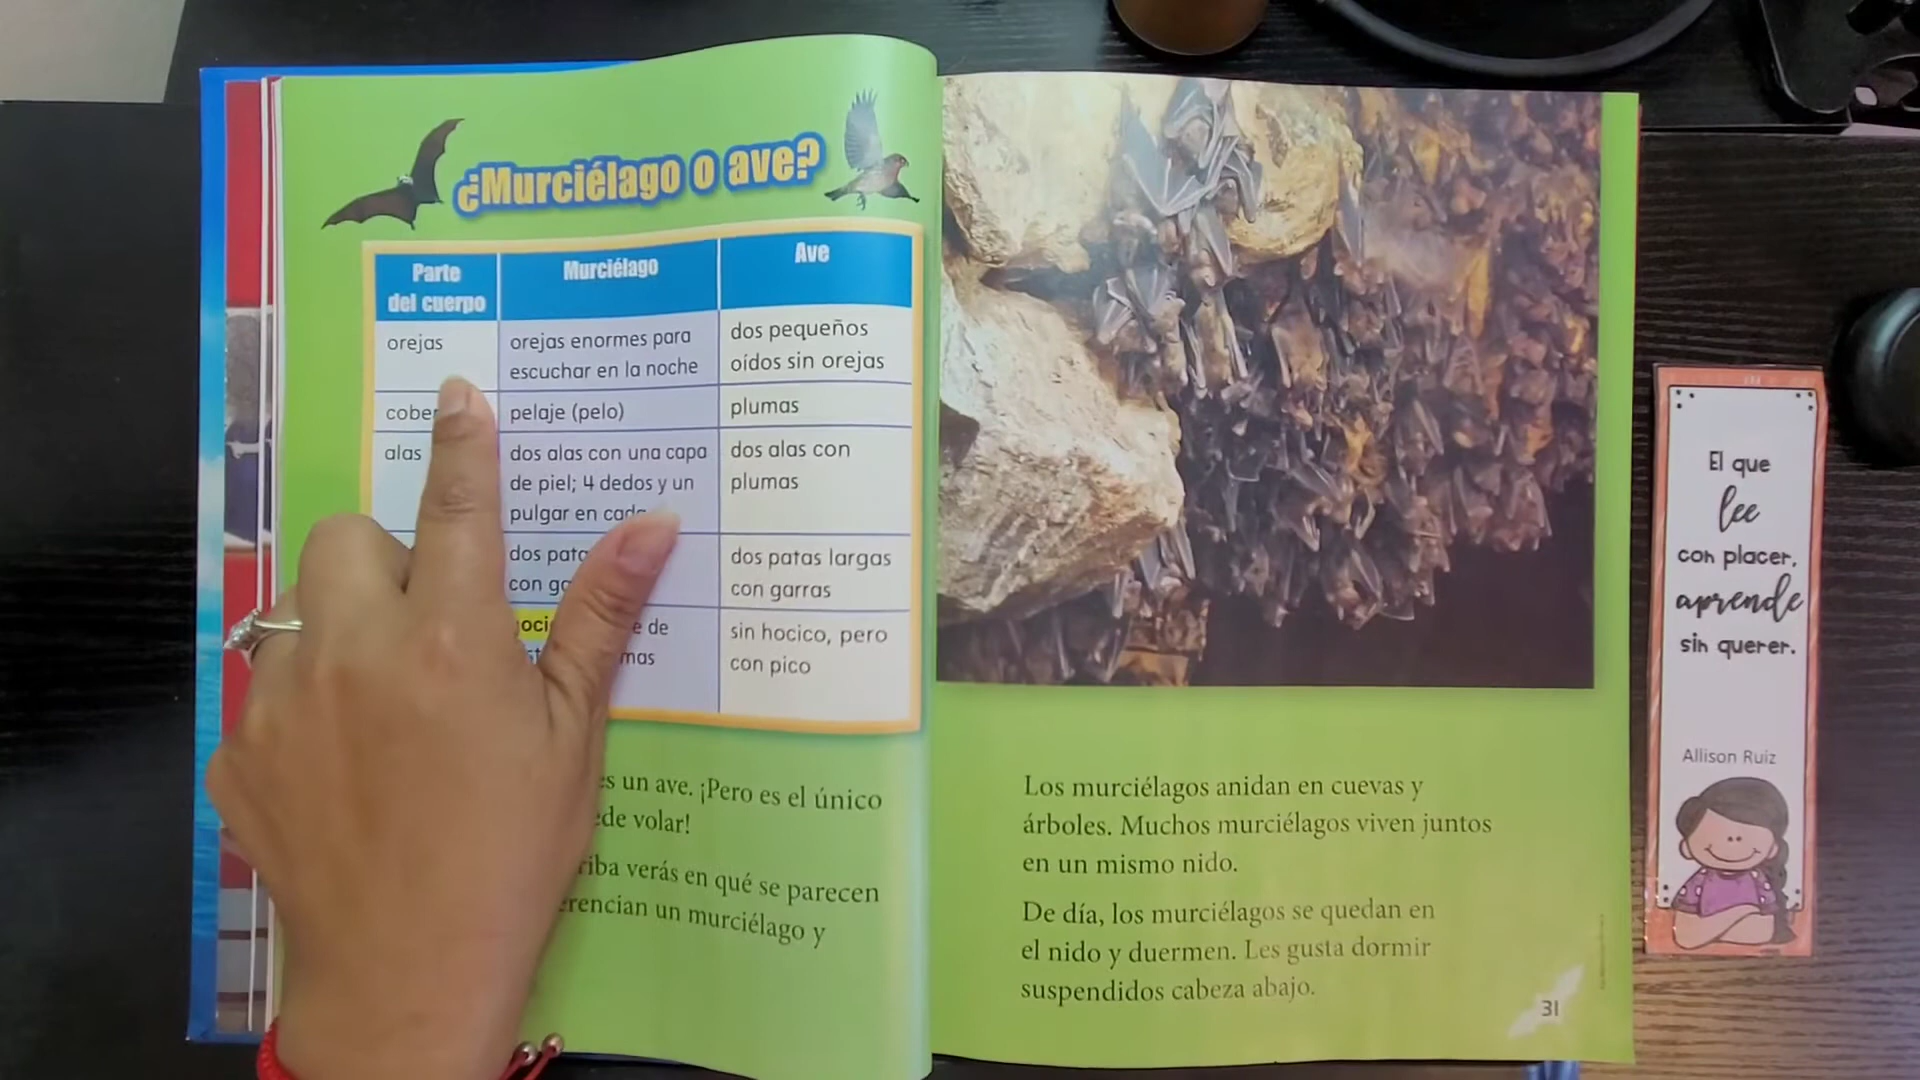 ¿Murciélago o ave?
Parte
del cuerpo
Murciélago
Ave
orejas
orejas enormes para
escuchar en la noche
dos pequeños
oídos sin orejas
pelaje (pelo)
plumas
alas
dos alas con una capa
de piel; 4 dedos y un
pulgar en
dos alas con
plumas
dos
con
dos patas largas
con garras
de
sin hocico, pero
con pico
es un ave. ¡Pero es el único
volar!
verás en qué se parecen
un murciélago y
Los murciélagos anidan en cuevas y
árboles. Muchos murciélagos viven juntos
en un mismo nido.
De día, los murciélagos se quedan en
el nido y duermen. Les gusta dormir
suspendidos cabeza abajo.
31
El que
lee
con placer,
aprende
sin querer.
Allison Ruiz